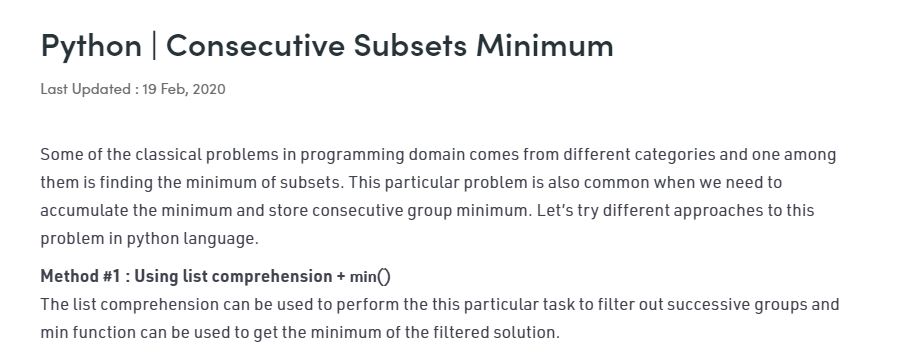 Python | Consecutive Subsets Minimum
Last Updated : 19 Feb, 2020
Some of the classical problems in programming domain comes from different categories and one among
them is finding the minimum of subsets. This particular problem is also common when we need to
accumulate the minimum and store consecutive group minimum. Let's try different approaches to this
problem in python language.
Method #1 : Using list comprehension + min()
The list comprehension can be used to perform the this particular task to filter out successive groups and
min function can be used to get the minimum of the filtered solution.